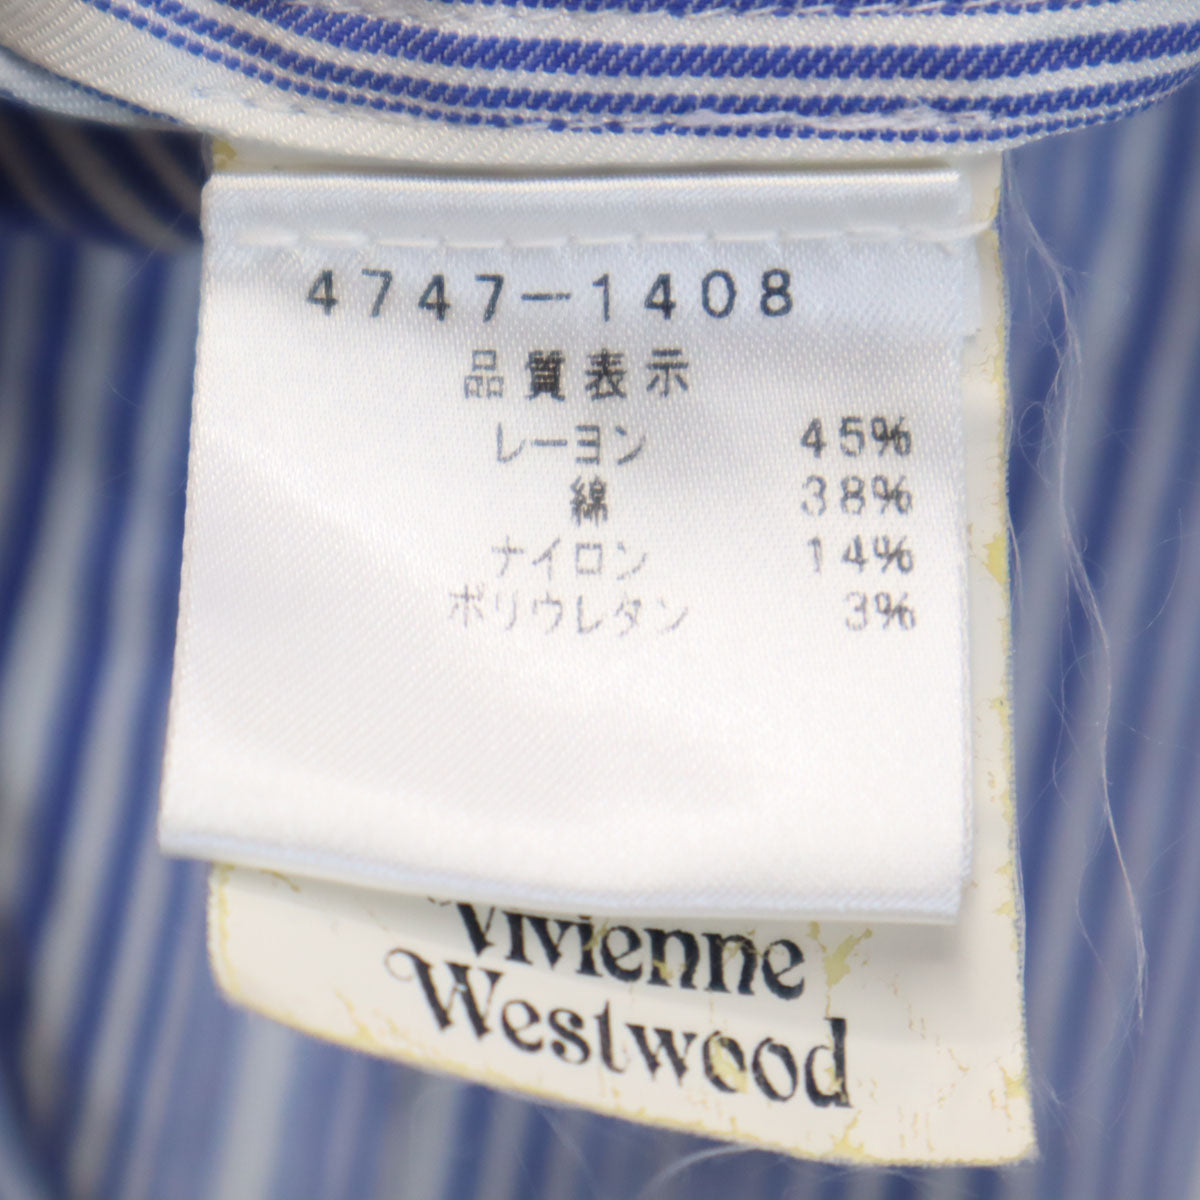 4747-1408
品質表示
レーヨン 45%
綿 38%
ナイロン 14%
ポリウレタン 3%
Vivienne
Westwood